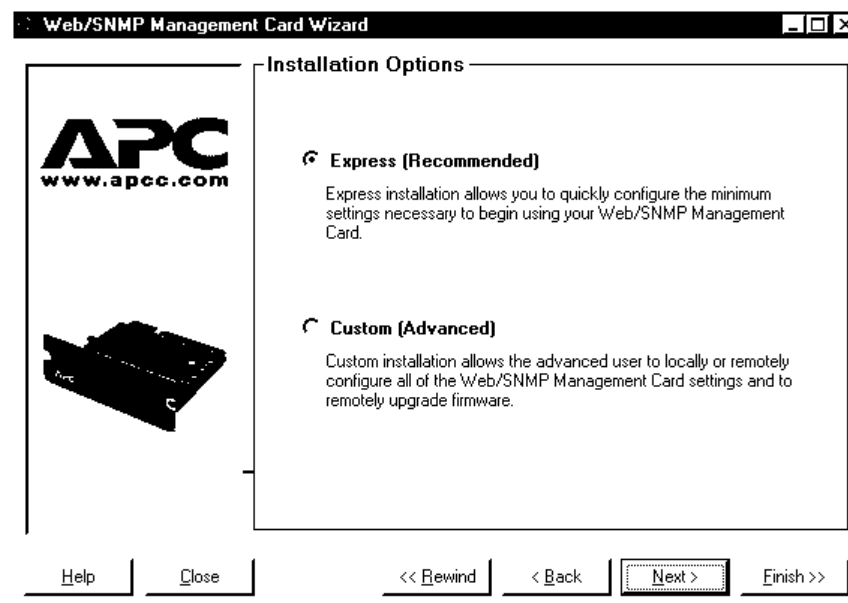 Web/SNMP Management Card Wizard
Installation Options
APC
www.apcc.com
Express (Recommended)
Express installation allows you to quickly configure the minimum
settings necessary to begin using your Web/SNMP Management
Card.
Custom (Advanced)
Custom installation allows the advanced user to locally or remotely
configure all of the Web/SNMP Management Card settings and to
remotely upgrade firmware.
APC
Help
Close
<< Rewind
< Back
Next >
Finish >>